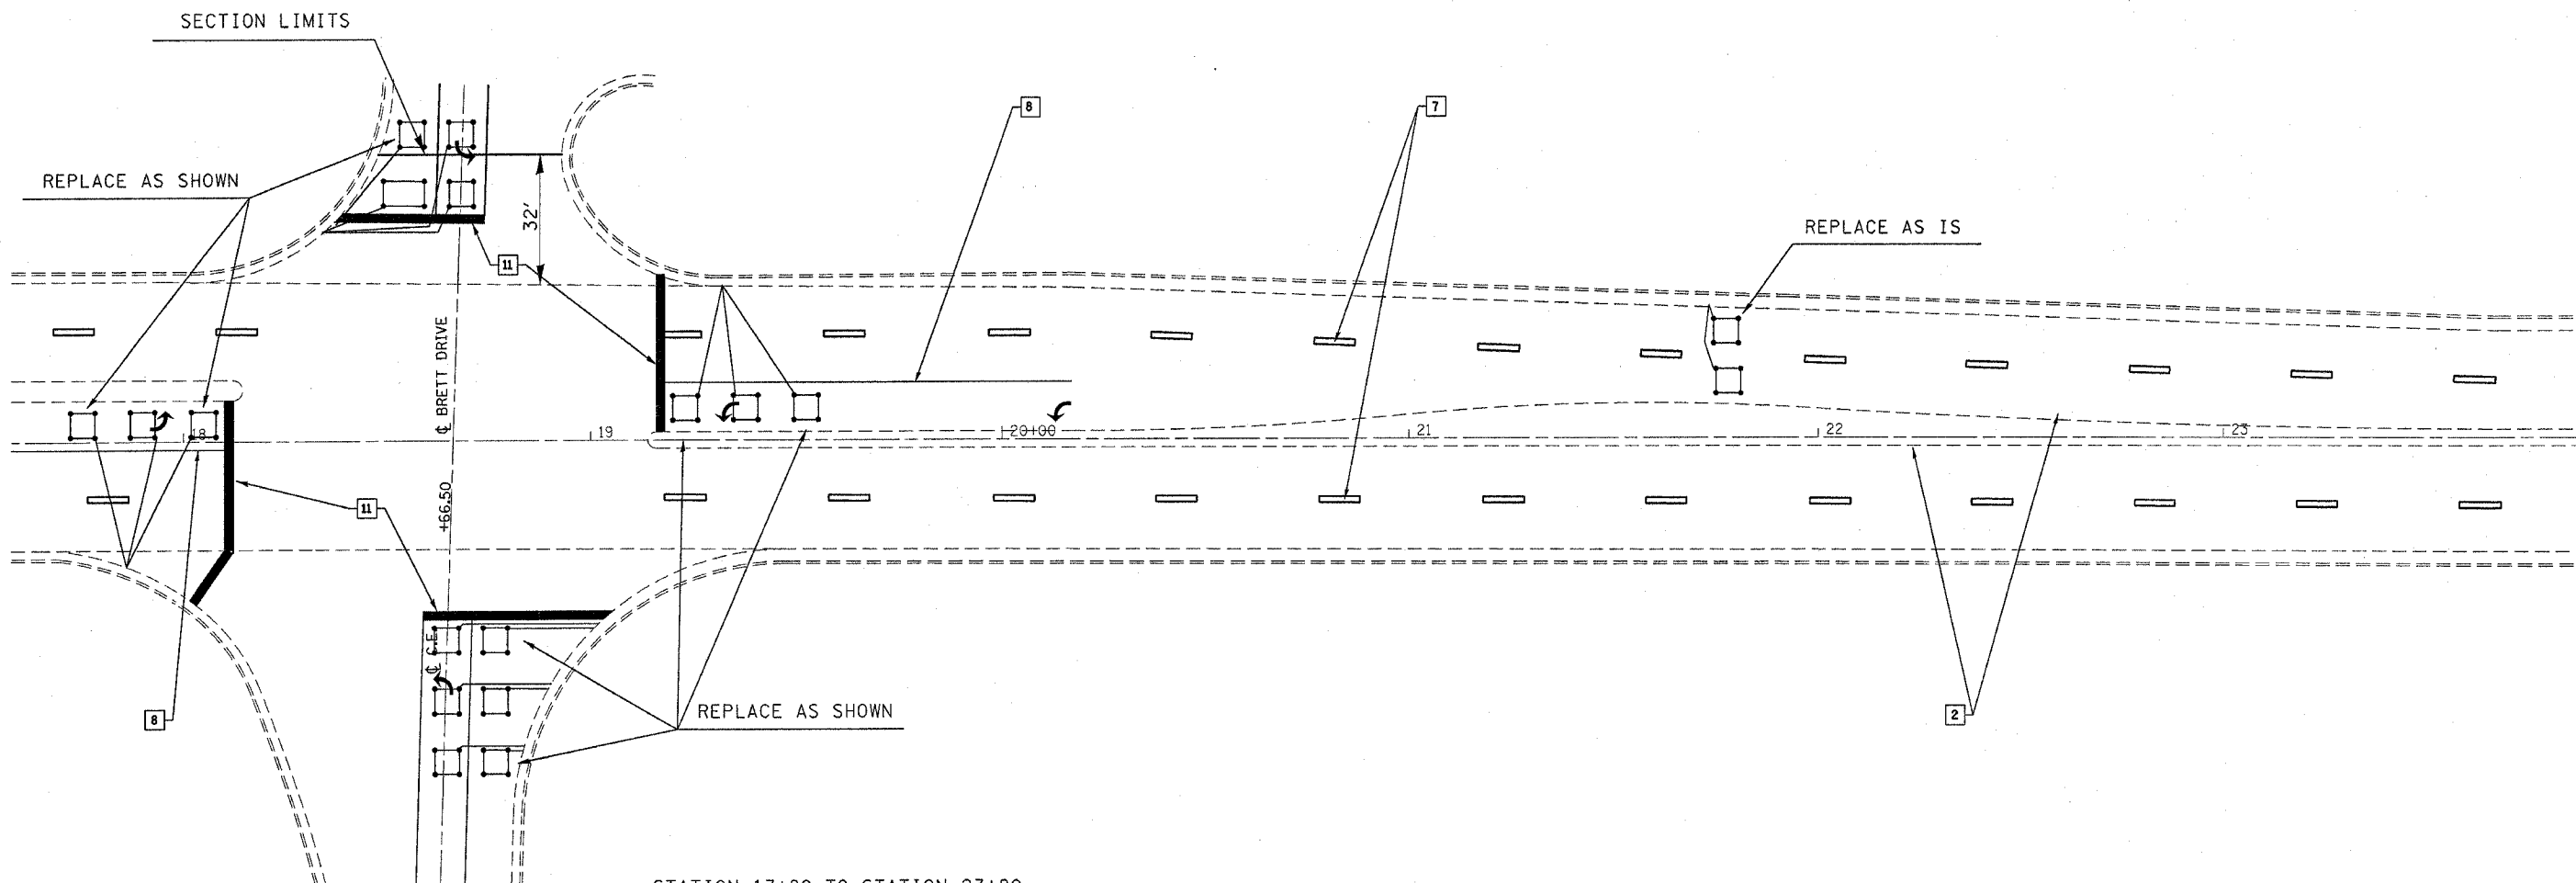 SECTION LIMITS
8
7
REPLACE AS SHOWN
32'
REPLACE AS IS
11
℄ BRETT DRIVE
18
19
20+00
21
22
23
+66.50
11
℄ C.E.
8
REPLACE AS SHOWN
2